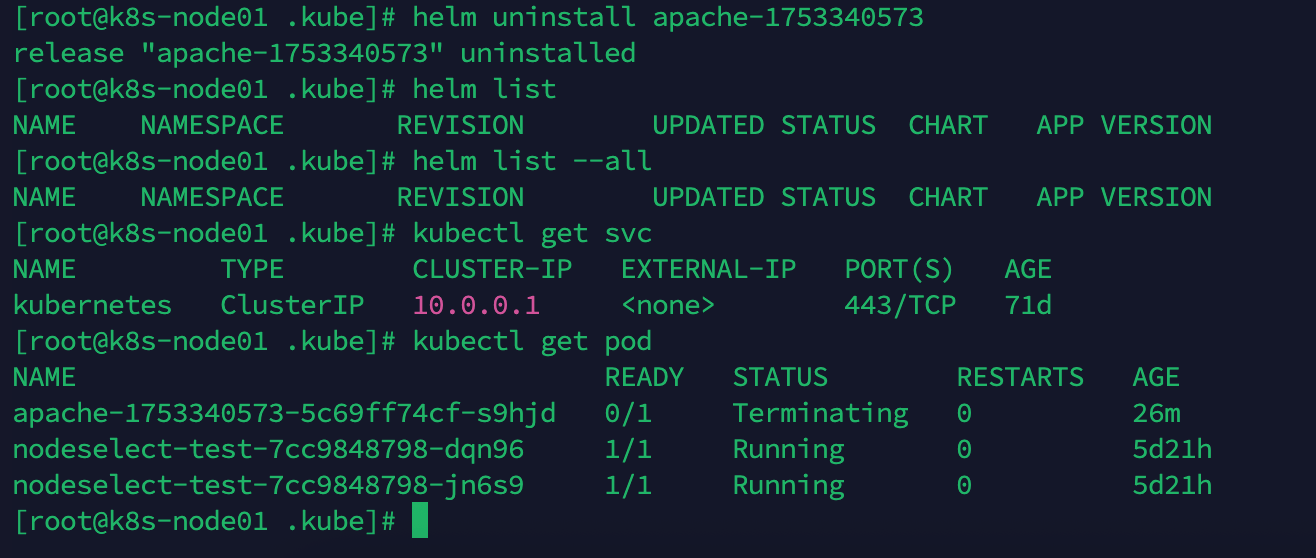 [root@k8s-node01 .kube]# helm uninstall apache-1753340573
release "apache-1753340573" uninstalled
[root@k8s-node01 .kube]# helm list
NAME    NAMESPACE       REVISION        UPDATED STATUS  CHART   APP VERSION
[root@k8s-node01 .kube]# helm list --all
NAME    NAMESPACE       REVISION        UPDATED STATUS  CHART   APP VERSION
[root@k8s-node01 .kube]# kubectl get svc
NAME         TYPE        CLUSTER-IP   EXTERNAL-IP   PORT(S)   AGE
kubernetes   ClusterIP   10.0.0.1     <none>        443/TCP   71d
[root@k8s-node01 .kube]# kubectl get pod
NAME                                 READY   STATUS        RESTARTS   AGE
apache-1753340573-5c69ff74cf-s9hjd   0/1     Terminating   0          26m
nodeselect-test-7cc9848798-dqn96     1/1     Running       0          5d21h
nodeselect-test-7cc9848798-jn6s9     1/1     Running       0          5d21h
[root@k8s-node01 .kube]#